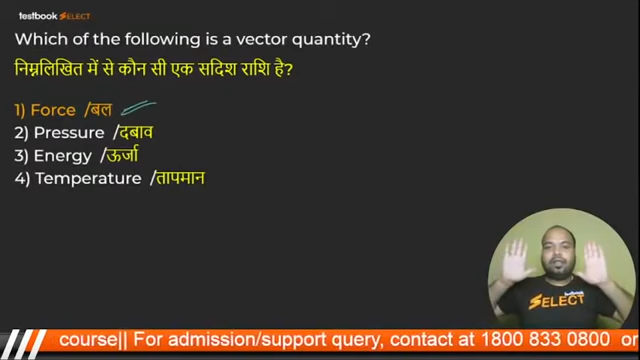 testbook SELECT
Which of the following is a vector quantity?
निम्नलिखित में से कौन सी एक सदिश राशि है?
1) Force /बल
2) Pressure /दबाव
3) Energy /ऊर्जा
4) Temperature /तापमान
SELECT
course|| For admission/support query, contact at 1800 833 0800 or